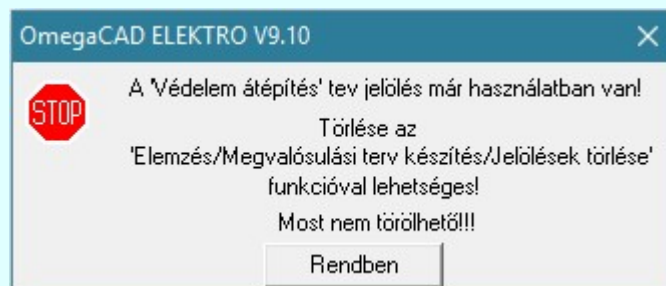 OmegaCAD ELEKTRO V9.10
STOP
A 'Védelem átépítés' tev jelölés már használatban van!
Törlése az
'Elemzés/Megvalósulási terv készítés/Jelölések törlése'
funkcióval lehetséges!
Most nem törölhető!!!
Rendben